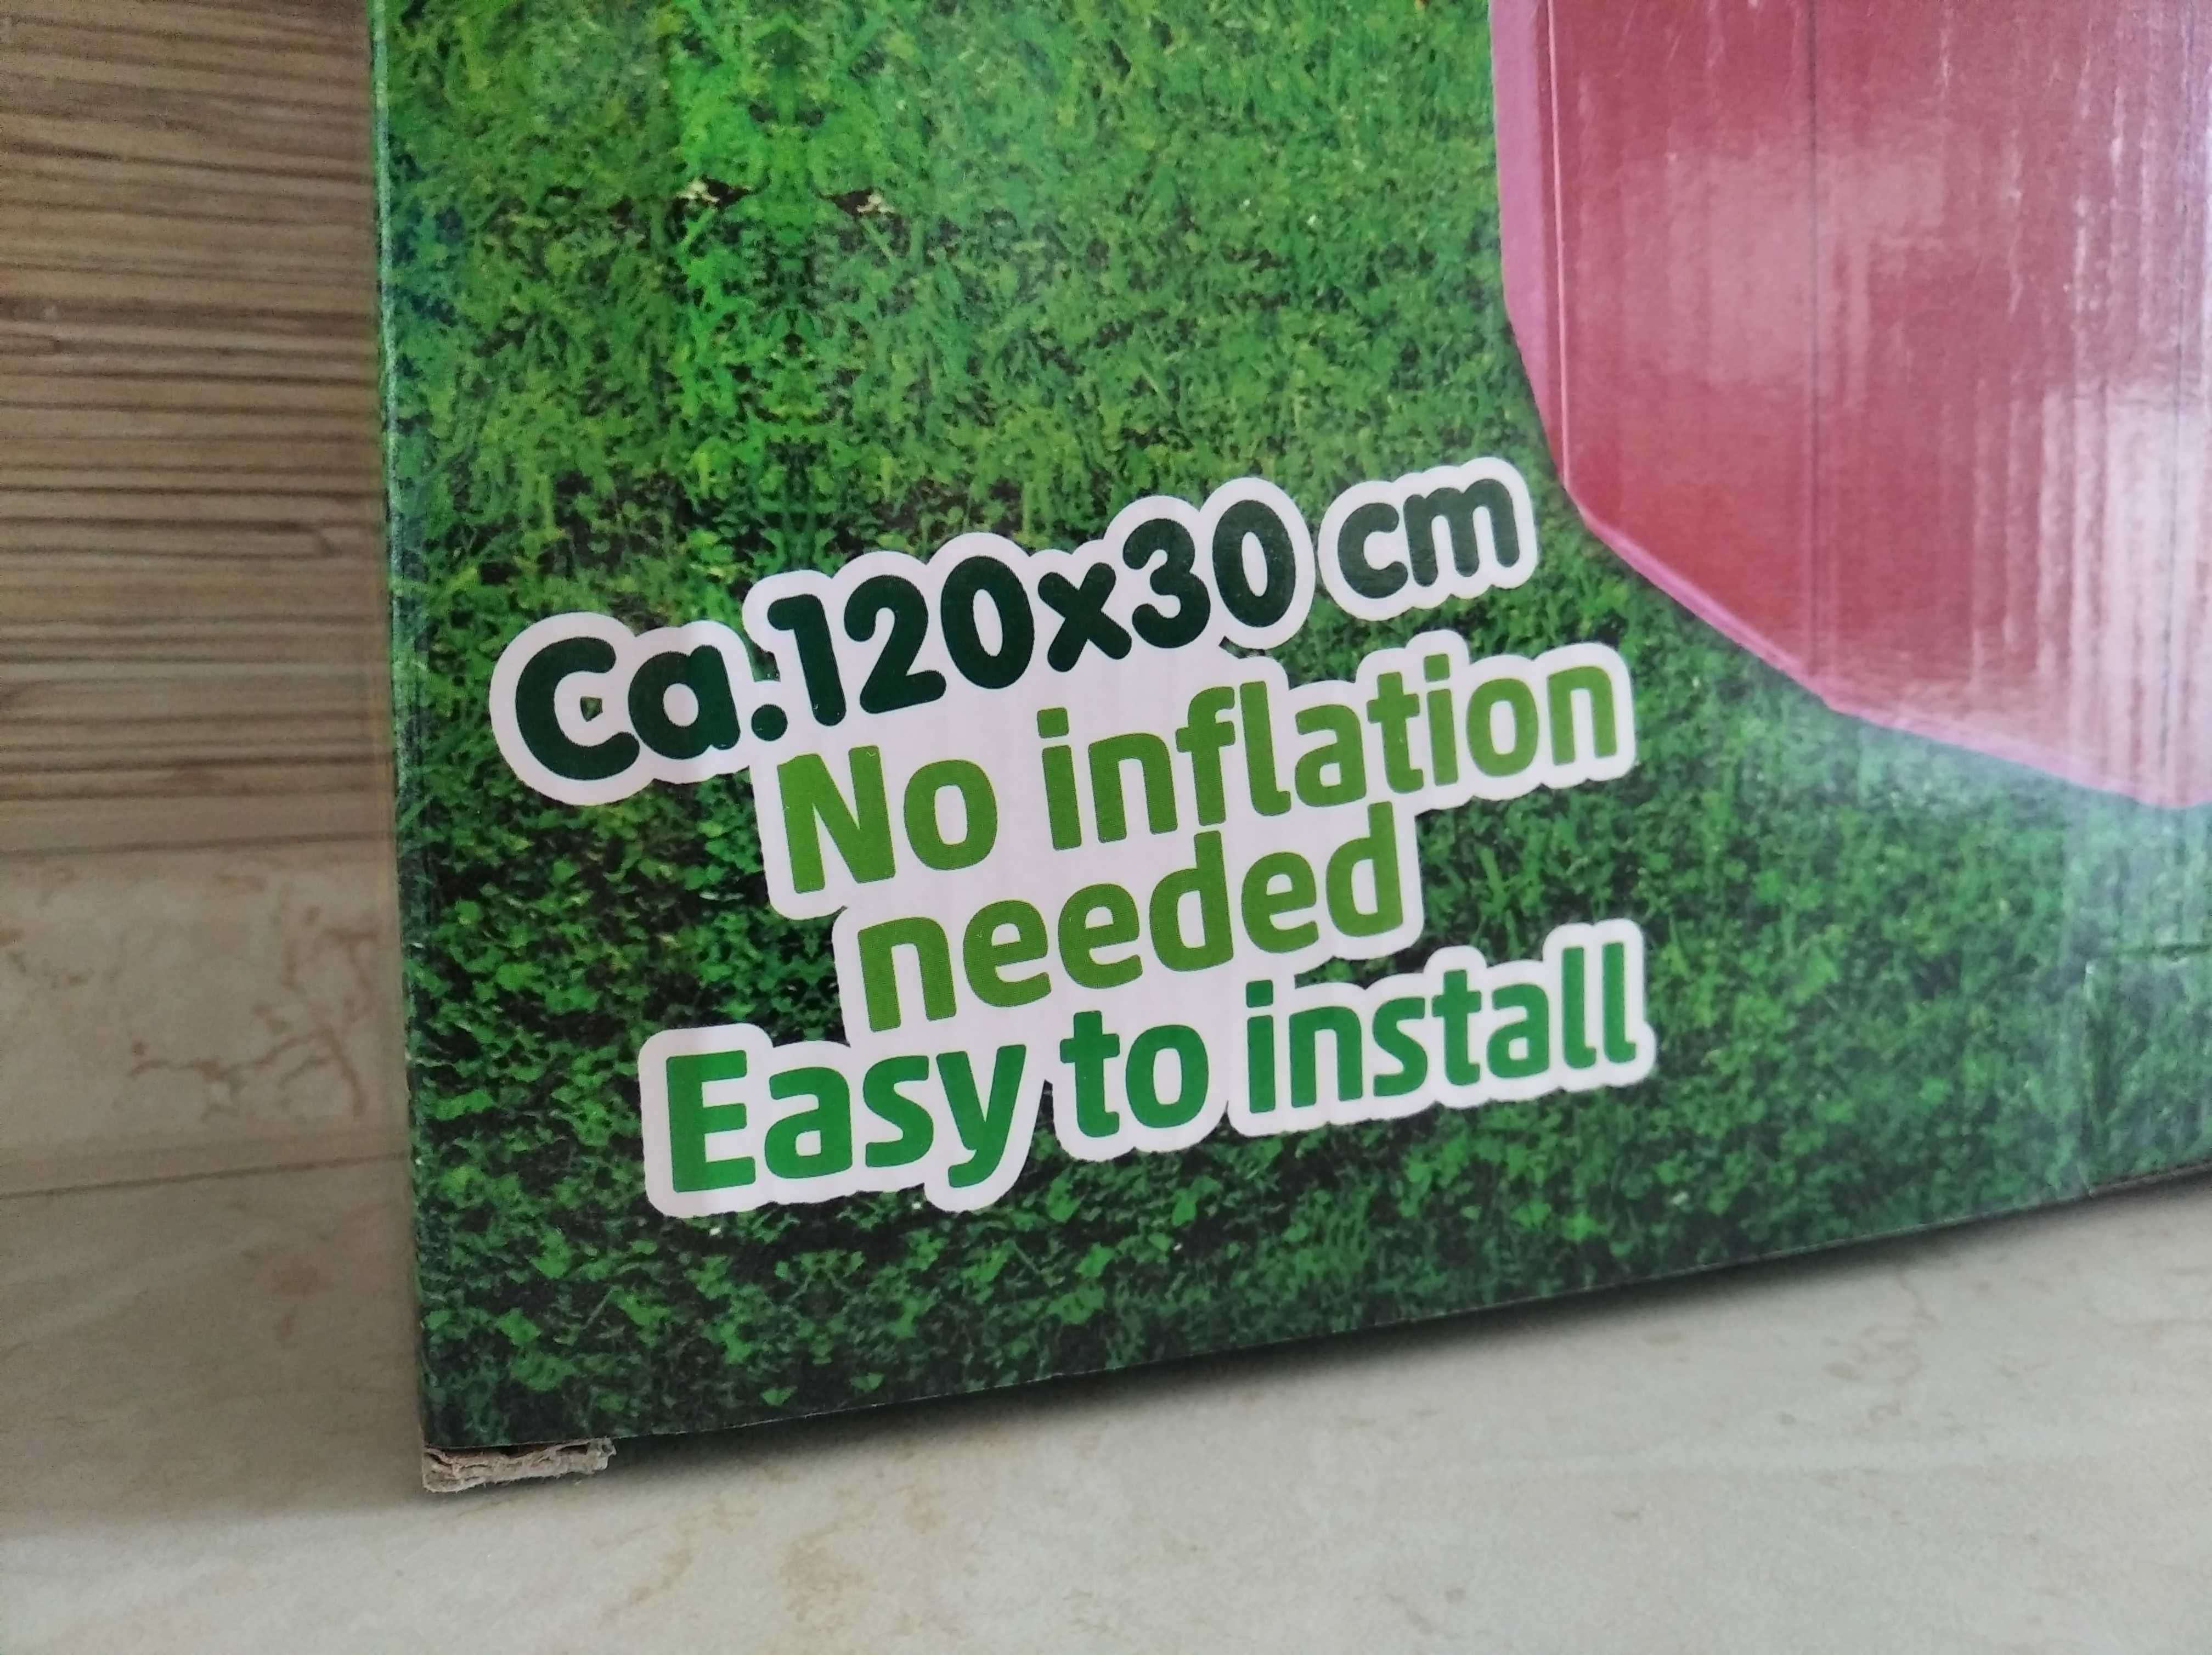 Ca.120x30 cm
No inflation
needed
Easy to install